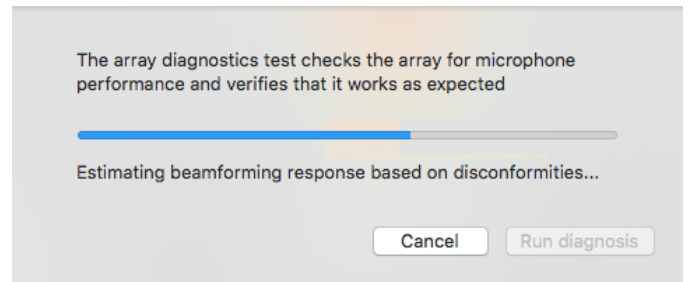 The array diagnostics test checks the array for microphone
performance and verifies that it works as expected
Estimating beamforming response based on disconformities...
Cancel
Run diagnosis